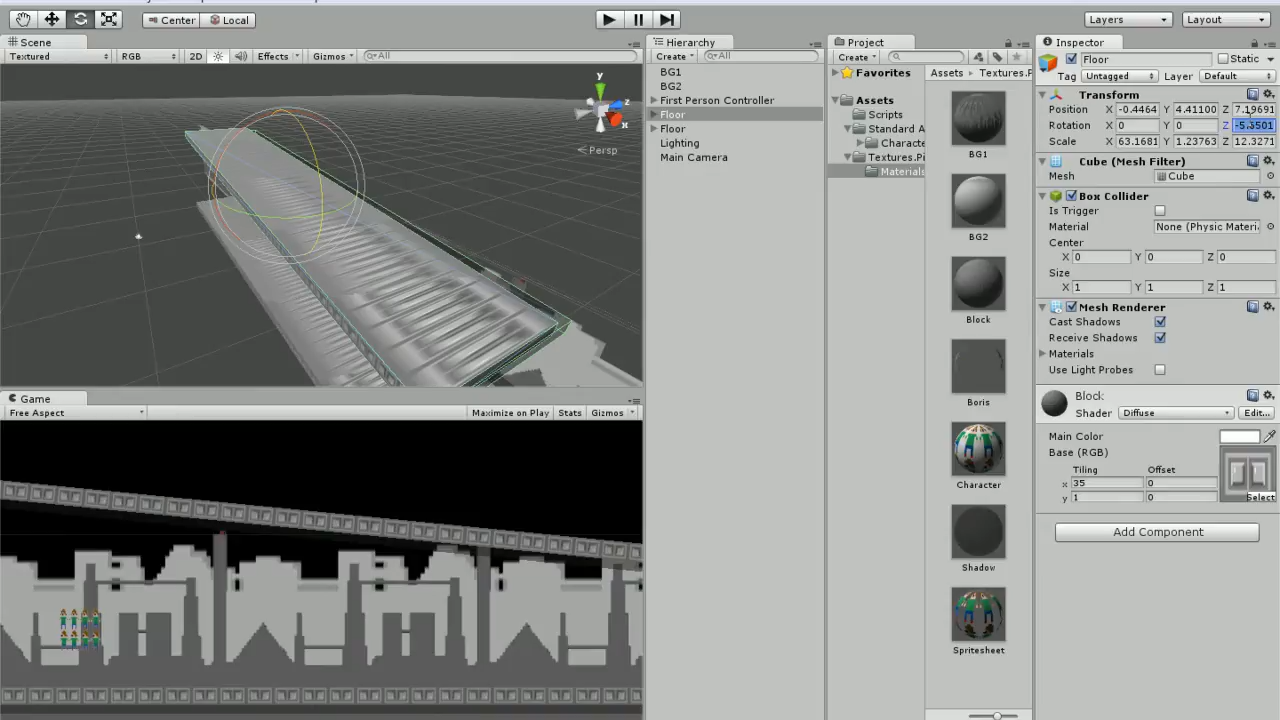 Center Local Layers Layout
Scene Hierarchy Project Inspector
Textured RGB 2D Effects Gizmos All
Create All
Create
Floor Static
Tag Untagged Layer Default
y
z
x
Persp
BG1
BG2
First Person Controller
Floor
Floor
Lighting
Main Camera
Favorites
Assets
Scripts
Standard A
Characte
Textures.Pi
Materials
Assets Textures.P
BG1
BG2
Block
Boris
Character
Shadow
Spritesheet
Transform
Position X -0.4464 Y 4.41100 Z 7.19691
Rotation X 0 Y 0 Z -5.3501
Scale X 63.1681 Y 1.23763 Z 12.3271
Cube (Mesh Filter)
Mesh Cube
Box Collider
Is Trigger
Material None (Physic Materi
Center
X 0 Y 0 Z 0
Size
X 1 Y 1 Z 1
Mesh Renderer
Cast Shadows
Receive Shadows
Materials
Use Light Probes
Block
Shader Diffuse Edit...
Main Color
Base (RGB)
Tiling Offset
x 35 0
y 1 0
Select
Add Component
Game
Free Aspect Maximize on Play Stats Gizmos